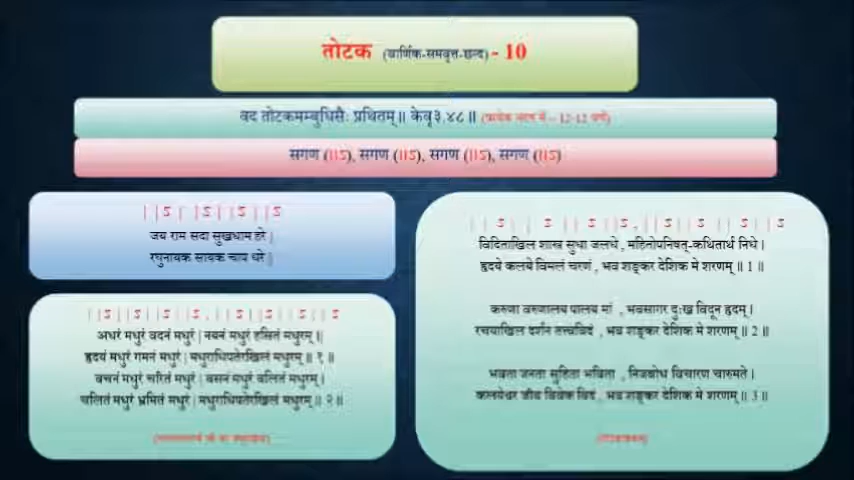 तोटक (वार्णिक-समवृत्त-छन्द) - 10
वद तोटकमम्बुधिसैः प्रथितम् ॥ केवृ३.४८ ॥ (प्रत्येक चरण में - 12-12 वर्ण)
सगण (॥ऽ), सगण (॥ऽ), सगण (॥ऽ), सगण (॥ऽ)
| | ऽ | | ऽ | | ऽ | | ऽ
जय राम सदा सुखधाम हरे |
रघुनायक सायक चाप धरे ||
| | ऽ | | ऽ | | ऽ | | ऽ , | | ऽ | | ऽ | | ऽ | | ऽ
अधरं मधुरं वदनं मधुरं | नयनं मधुरं हसितं मधुरम् ||
हृदयं मधुरं गमनं मधुरं | मधुराधिपतेरखिलं मधुरम् ॥ १ ॥
वचनं मधुरं चरितं मधुरं | वसनं मधुरं वलितं मधुरम् |
चलितं मधुरं भ्रमितं मधुरं | मधुराधिपतेरखिलं मधुरम् ॥ २ ॥
| | ऽ | | ऽ | | ऽ | | ऽ , | | ऽ | | ऽ | | ऽ | | ऽ
विदिताखिल शास्त्र सुधा जलधे , महितोपनिषत्-कथितार्थ निधे |
हृदये कलये विमलं चरणं , भव शङ्कर देशिक मे शरणम् ॥ 1 ॥
करुणा वरुणालय पालय मां , भवसागर दुःख विदून हृदम् |
रचयाखिल दर्शन तत्त्वविदं , भव शङ्कर देशिक मे शरणम् ॥ 2 ॥
भवता जनता सुहिता भविता , निजबोध विचारण चारुमते |
कलयेश्वर जीव विवेक विदं , भव शङ्कर देशिक मे शरणम् ॥ 3 ॥